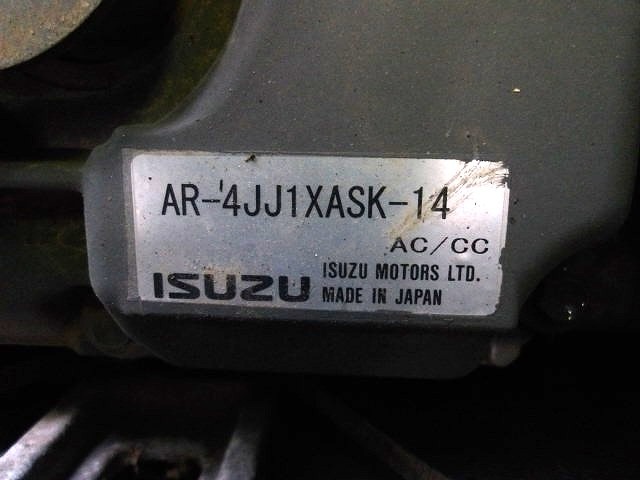 AR-'4JJ1XASK-14
AC/CC
ISUZU
ISUZU MOTORS LTD.
MADE IN JAPAN